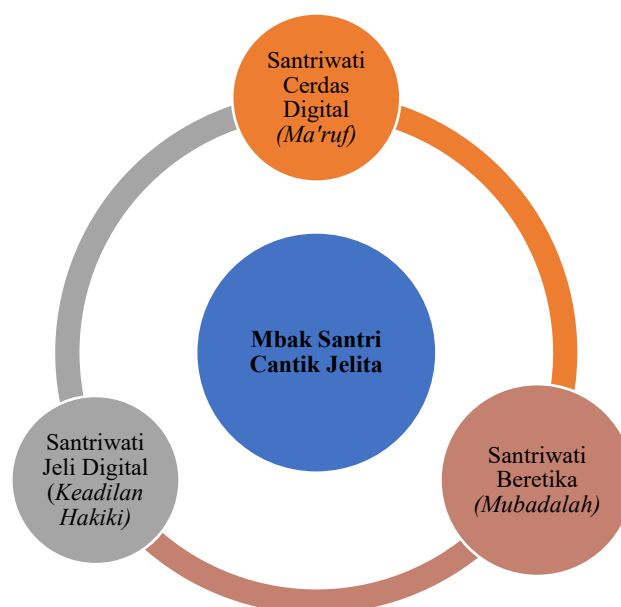 Santriwati
Cerdas
Digital
(Ma'ruf)
Mbak Santri
Cantik Jelita
Santriwati
Jeli Digital
(Keadilan
Hakiki)
Santriwati
Beretika
(Mubadalah)